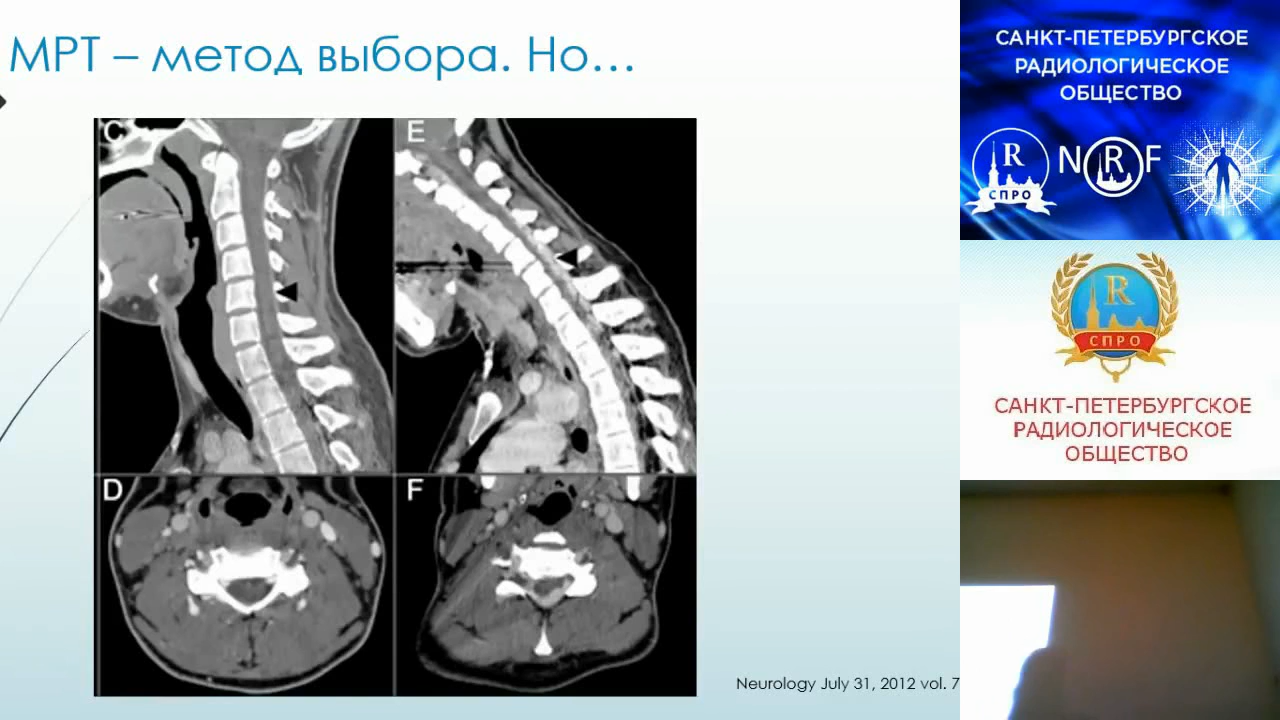 МРТ – метод выбора. Но…
C
E
D
F
Neurology July 31, 2012 vol. 7
САНКТ-ПЕТЕРБУРГСКОЕ
РАДИОЛОГИЧЕСКОЕ
ОБЩЕСТВО
R
СПРО
N R F
R
СПРО
САНКТ-ПЕТЕРБУРГСКОЕ
РАДИОЛОГИЧЕСКОЕ
ОБЩЕСТВО